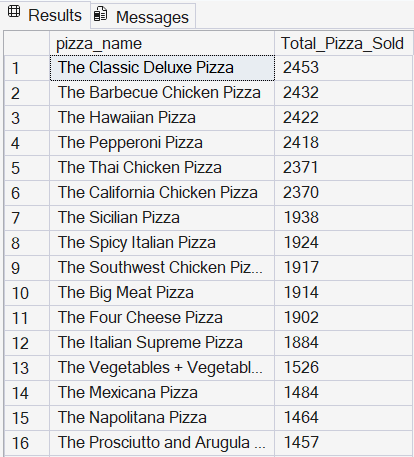 Results Messages
pizza_name Total_Pizza_Sold
1 The Classic Deluxe Pizza 2453
2 The Barbecue Chicken Pizza 2432
3 The Hawaiian Pizza 2422
4 The Pepperoni Pizza 2418
5 The Thai Chicken Pizza 2371
6 The California Chicken Pizza 2370
7 The Sicilian Pizza 1938
8 The Spicy Italian Pizza 1924
9 The Southwest Chicken Piz... 1917
10 The Big Meat Pizza 1914
11 The Four Cheese Pizza 1902
12 The Italian Supreme Pizza 1884
13 The Vegetables + Vegetabl... 1526
14 The Mexicana Pizza 1484
15 The Napolitana Pizza 1464
16 The Prosciutto and Arugula ... 1457